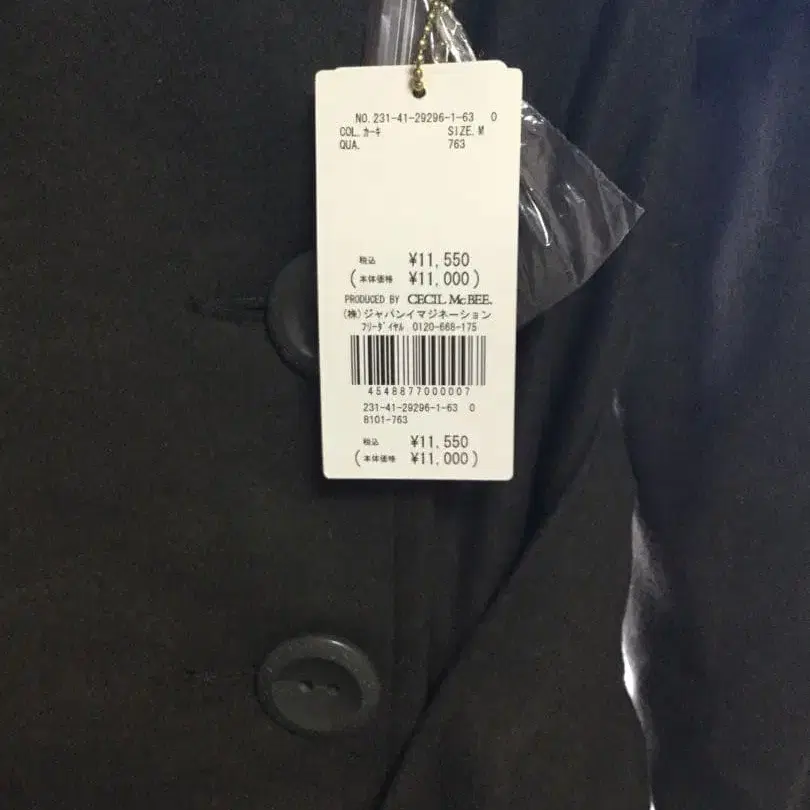 NO.231-41-29296-1-63 0
COL.カーキ SIZE.M
QUA. 763
税込 ¥11,550
(本体価格 ¥11,000)
PRODUCED BY CECIL McBEE.
(株)ジャパンイマジネーション
フリーダイヤル 0120-668-175
4548877000007
231-41-29296-1-63 0
8101-763
税込 ¥11,550
(本体価格 ¥11,000)